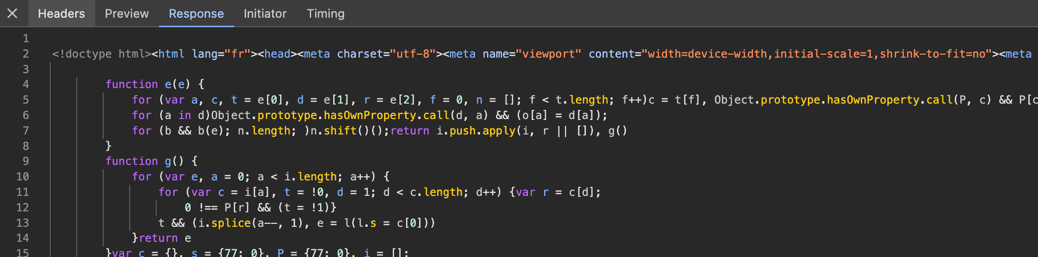 Headers Preview Response Initiator Timing
1
2 <!doctype html><html lang="fr"><head><meta charset="utf-8"><meta name="viewport" content="width=device-width,initial-scale=1,shrink-to-fit=no"><meta
3
4 function e(e) {
5 for (var a, c, t = e[0], d = e[1], r = e[2], f = 0, n = []; f < t.length; f++)c = t[f], Object.prototype.hasOwnProperty.call(P, c) && P[c
6 for (a in d)Object.prototype.hasOwnProperty.call(d, a) && (o[a] = d[a]);
7 for (b && b(e); n.length; )n.shift()();return i.push.apply(i, r || []), g()
8 }
9 function g() {
10 for (var e, a = 0; a < i.length; a++) {
11 for (var c = i[a], t = !0, d = 1; d < c.length; d++) {var r = c[d];
12 0 !== P[r] && (t = !1)}
13 t && (i.splice(a--, 1), e = l(l.s = c[0]))
14 }return e
15 }var c = {}, s = {77: 0}, P = {77: 0}, i = [];